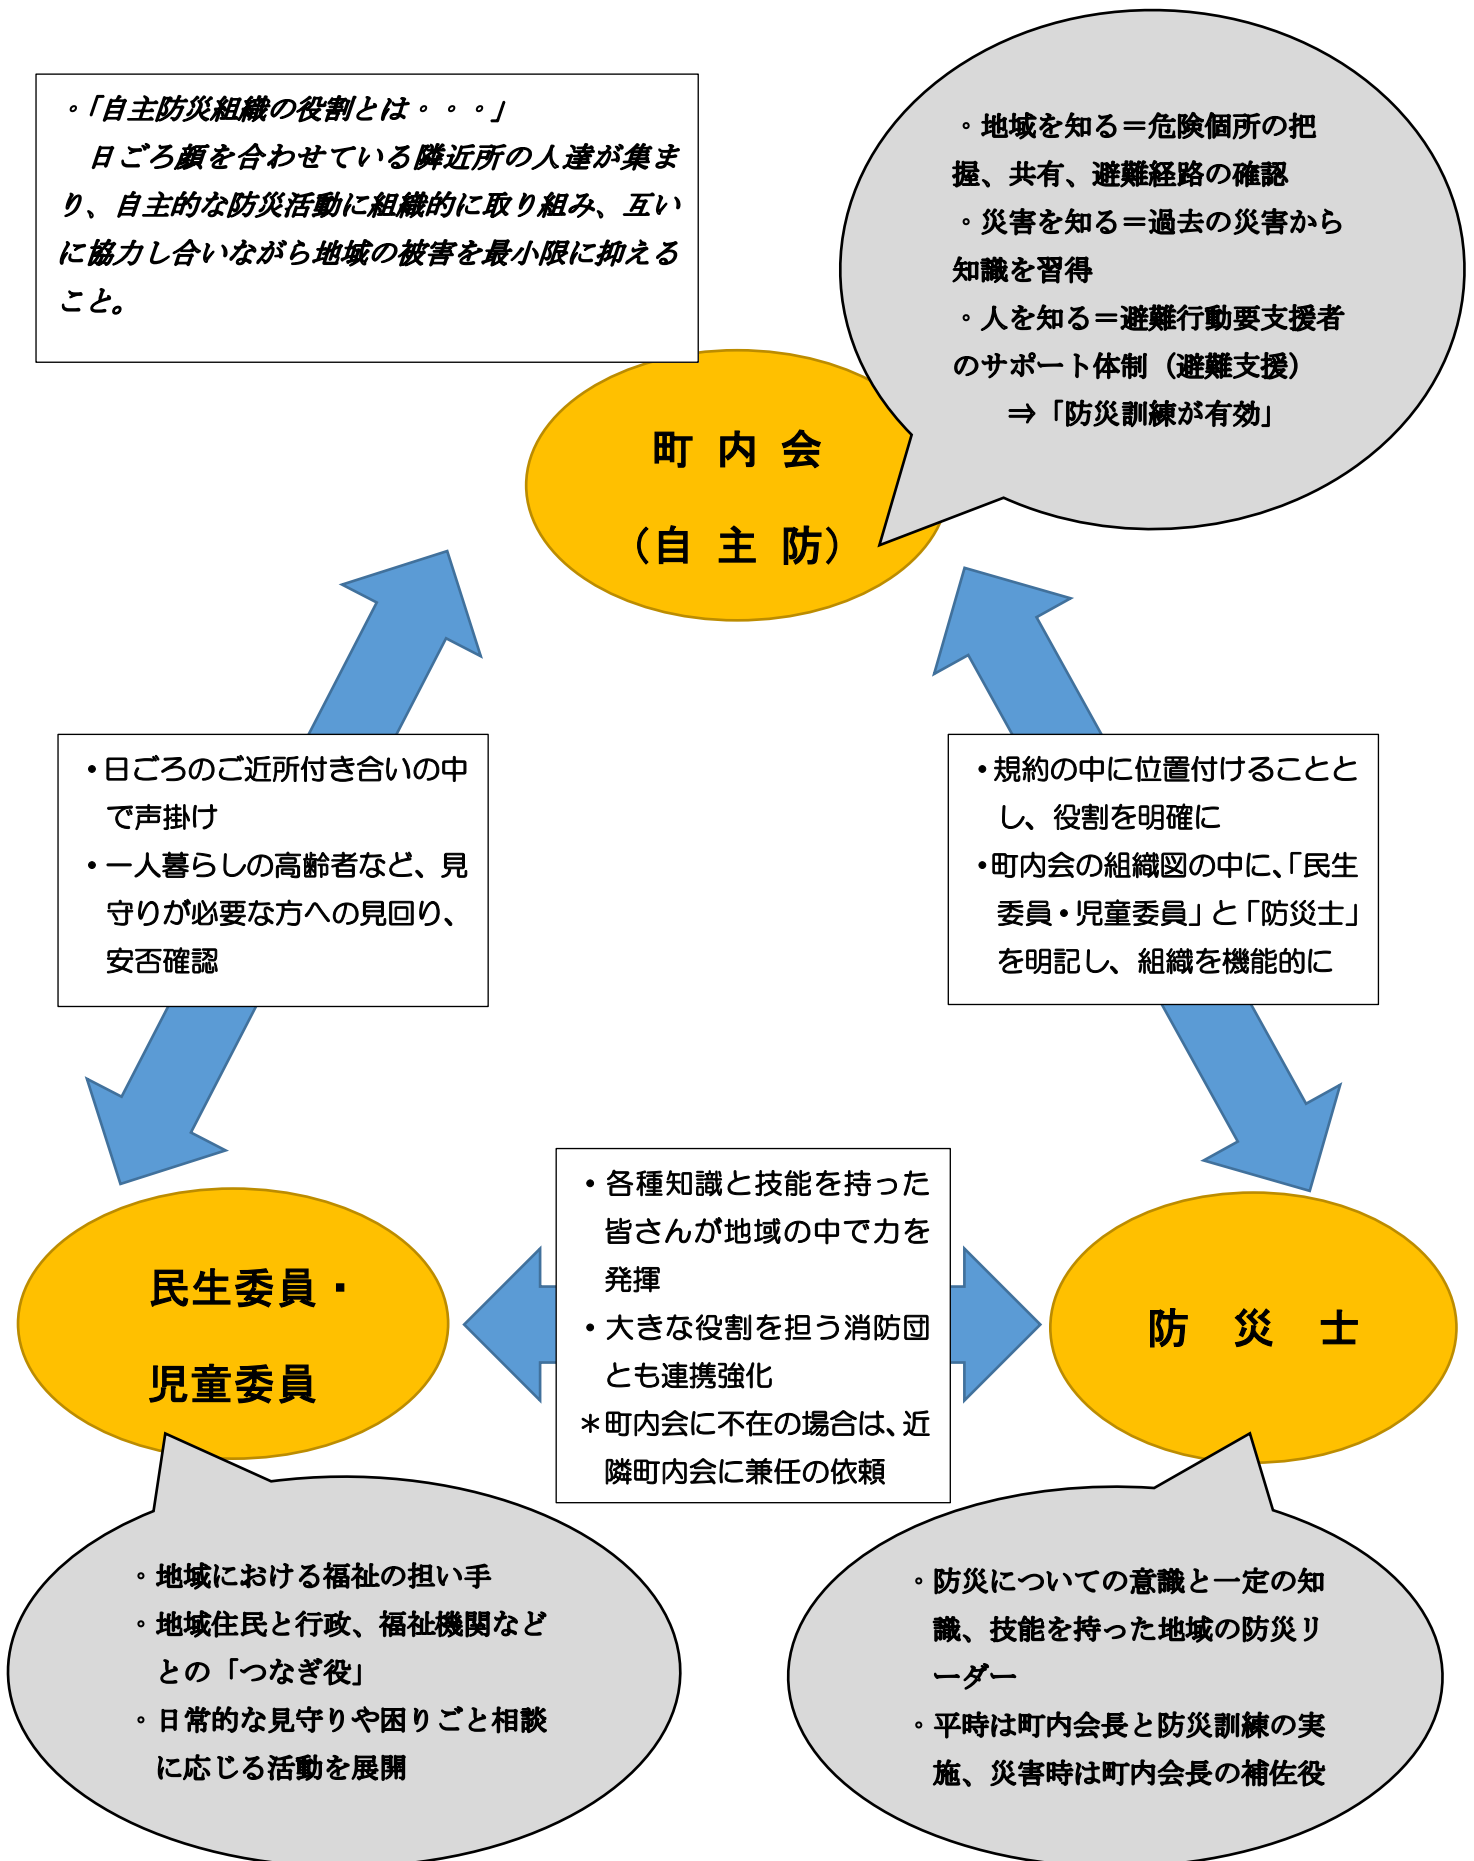 。「自主防災組織の役割とは・・・」
日ごろ顔を合わせている隣近所の人達が集ま
り、自主的な防災活動に組織的に取り組み、互い
に協力し合いながら地域の被害を最小限に抑える
こと。
。地域を知る＝危険個所の把
握、共有、避難経路の確認
。災害を知る＝過去の災害から
知識を習得
。人を知る＝避難行動要支援者
のサポート体制（避難支援）
⇒「防災訓練が有効」
町 内 会
（自 主 防）
・日ごろのご近所付き合いの中
で声掛け
・一人暮らしの高齢者など、見
守りが必要な方への見回り、
安否確認
・規約の中に位置付けることと
し、役割を明確に
・町内会の組織図の中に、「民生
委員・児童委員」と「防災士」
を明記し、組織を機能的に
・各種知識と技能を持った
皆さんが地域の中で力を
発揮
・大きな役割を担う消防団
とも連携強化
＊町内会に不在の場合は、近
隣町内会に兼任の依頼
民生委員・
児童委員
防 災 士
。地域における福祉の担い手
。地域住民と行政、福祉機関など
との「つなぎ役」
。日常的な見守りや困りごと相談
に応じる活動を展開
。防災についての意識と一定の知
識、技能を持った地域の防災リ
ーダー
。平時は町内会長と防災訓練の実
施、災害時は町内会長の補佐役